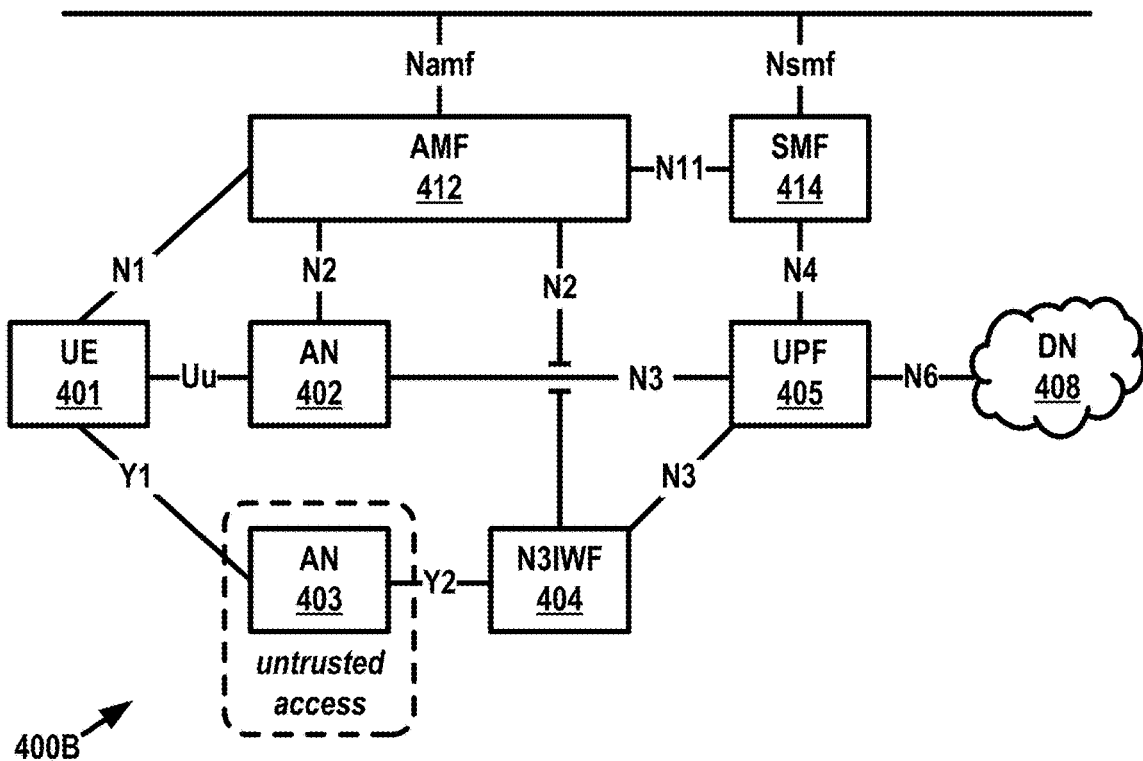 Namf
Nsmf
AMF
412
N11
SMF
414
N1
N2
N2
N4
UE
401
Uu
AN
402
N3
UPF
405
N6
DN
408
Y1
N3
AN
403
Y2
N3IWF
404
untrusted
access
400B